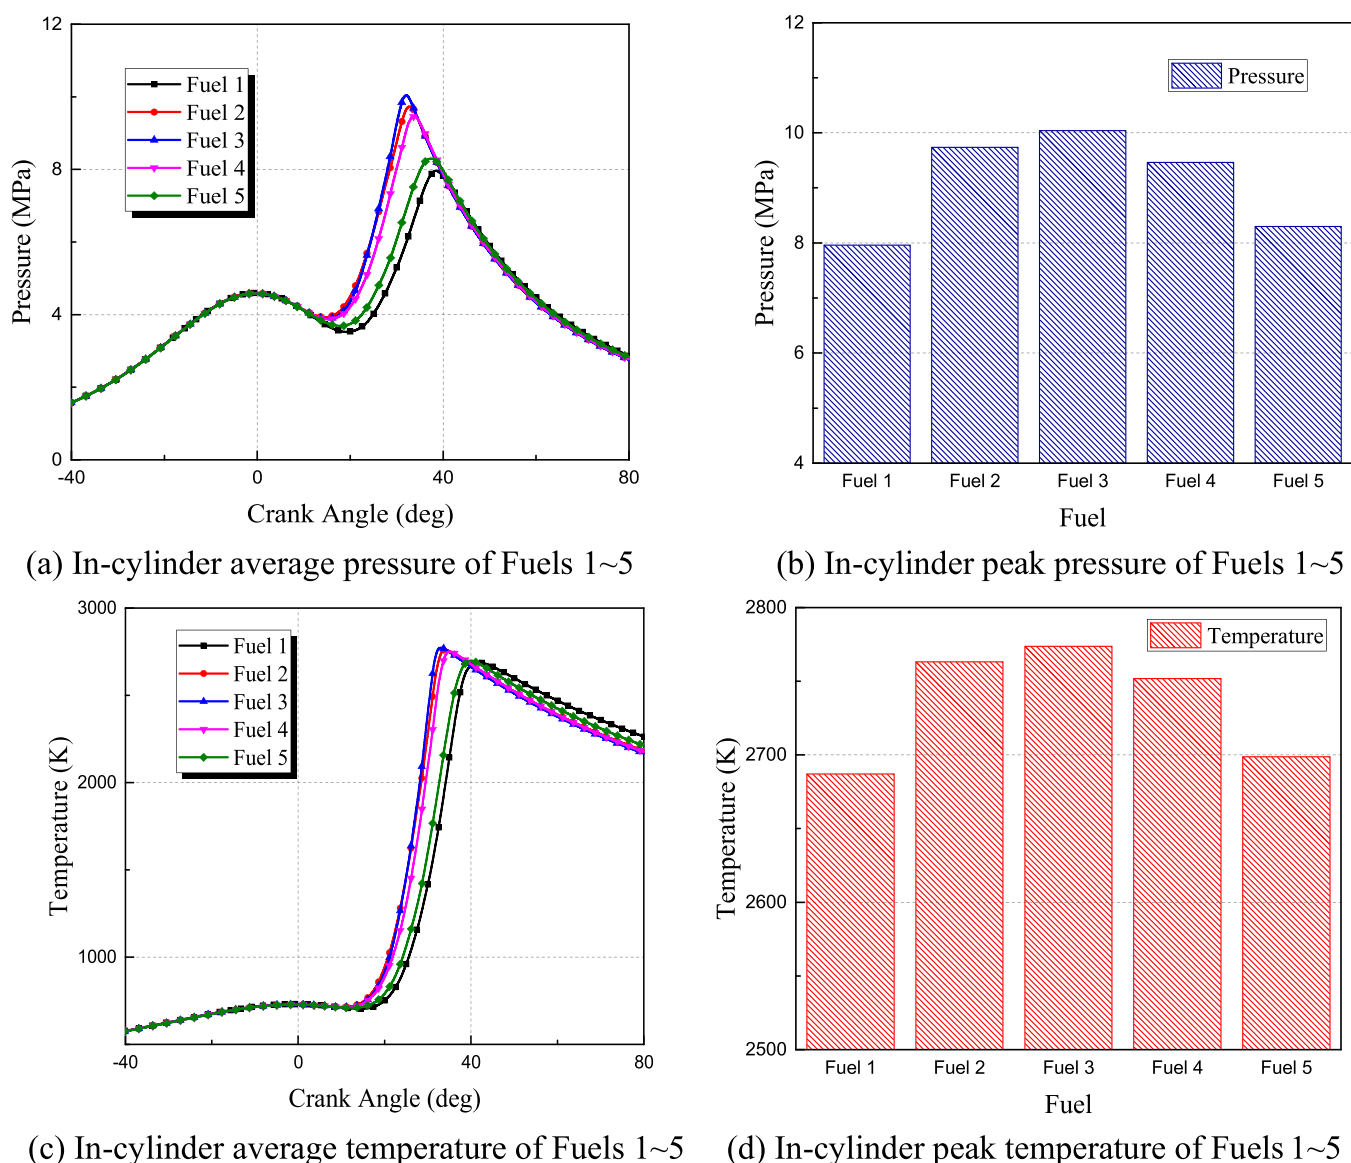 12
8
4
0
Pressure (MPa)
Fuel 1
Fuel 2
Fuel 3
Fuel 4
Fuel 5
-40
0
40
80
Crank Angle (deg)
(a) In-cylinder average pressure of Fuels 1~5
12
10
8
6
4
Pressure (MPa)
Pressure
Fuel 1
Fuel 2
Fuel 3
Fuel 4
Fuel 5
Fuel
(b) In-cylinder peak pressure of Fuels 1~5
3000
2000
1000
Temperature (K)
Fuel 1
Fuel 2
Fuel 3
Fuel 4
Fuel 5
-40
0
40
80
Crank Angle (deg)
(c) In-cylinder average temperature of Fuels 1~5
2800
2700
2600
2500
Temperature (K)
Temperature
Fuel 1
Fuel 2
Fuel 3
Fuel 4
Fuel 5
Fuel
(d) In-cylinder peak temperature of Fuels 1~5